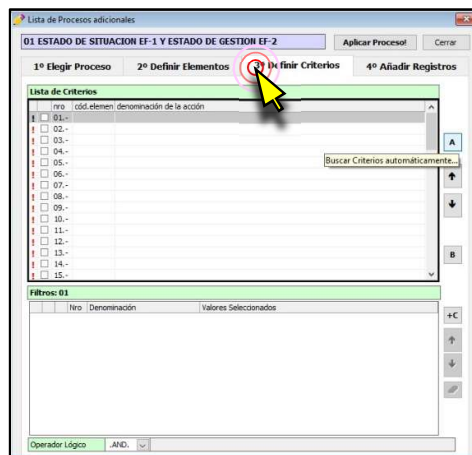 Lista de Procesos adicionales
01 ESTADO DE SITUACION EF-1 Y ESTADO DE GESTION EF-2
Aplicar Proceso!
Cerrar
1º Elegir Proceso
2º Definir Elementos
3º Definir Criterios
4º Añadir Registros
Lista de Criterios
nro cód.elemen denominación de la acción
! 01.-
! 02.-
! 03.-
! 04.-
! 05.-
! 06.-
! 07.-
! 08.-
! 09.-
! 10.-
! 11.-
! 12.-
! 13.-
! 14.-
! 15.-
A
Buscar Criterios automáticamente...
B
Filtros: 01
Nro Denominación Valores Seleccionados
+C
Operador Lógico .AND.